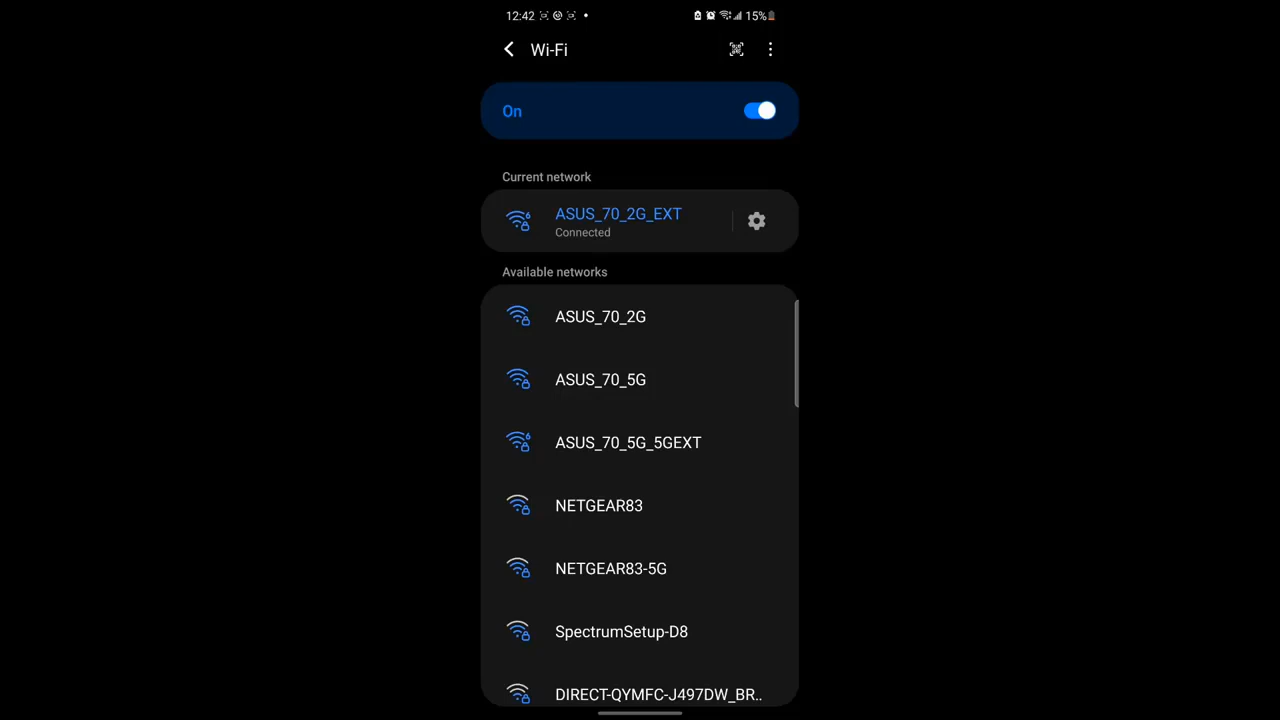 12:42 15%
Wi-Fi
On
Current network
ASUS_70_2G_EXT
Connected
Available networks
ASUS_70_2G
ASUS_70_5G
ASUS_70_5G_5GEXT
NETGEAR83
NETGEAR83-5G
SpectrumSetup-D8
DIRECT-QYMFC-J497DW_BR..